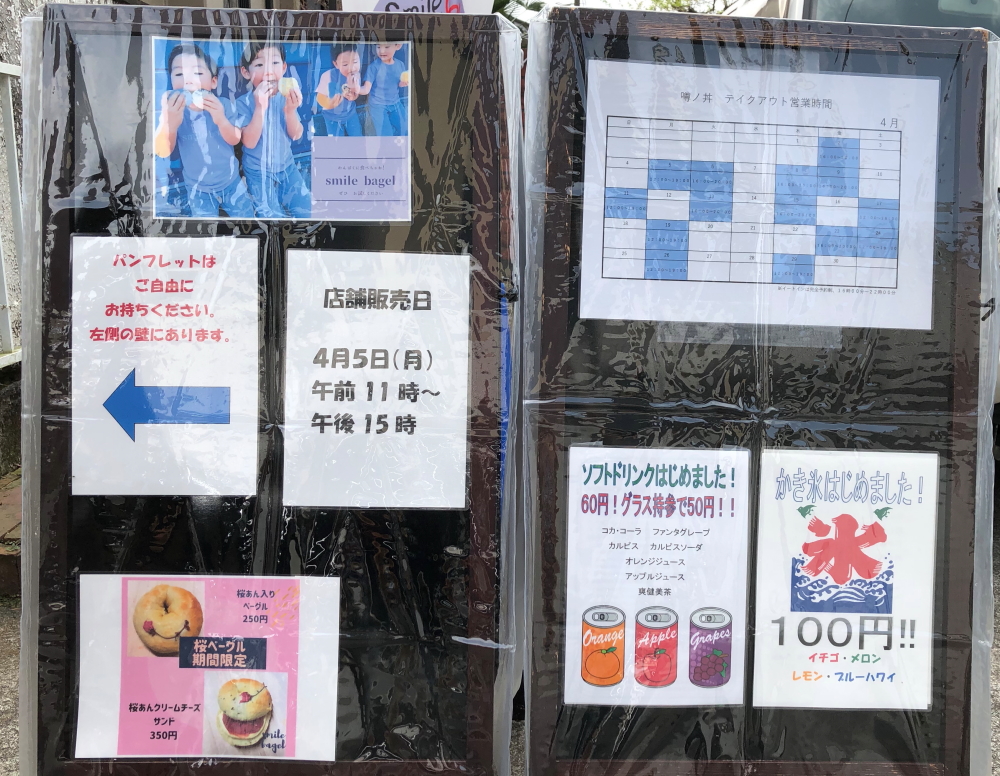 smile b
smile bagel
パンフレットは
ご自由に
お持ちください。
左側の壁にあります。
店舗販売日
4月5日(月)
午前 11 時～
午後 15 時
桜あん入り
ベーグル
250円
桜ベーグル
期間限定
桜あんクリームチーズ
サンド
350円
smile
bagel
噂ノ丼 テイクアウト営業時間
4月
ソフトドリンクはじめました!
60円!グラス持参で50円!!
コカ・コーラ ファンタグレープ
カルピス カルピスソーダ
オレンジジュース
アップルジュース
爽健美茶
Orange
Apple
Grapes
かき氷はじめました!
氷
100円!!
イチゴ・メロン
レモン・ブルーハワイ